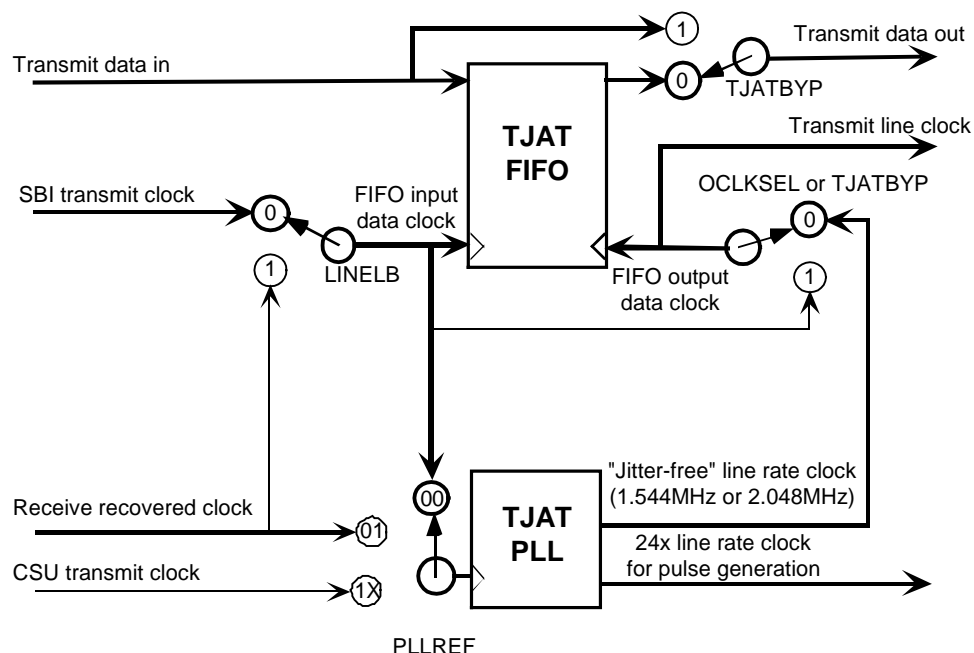 1
Transmit data in
Transmit data out
0
TJATBYP
TJAT
FIFO
Transmit line clock
OCLKSEL or TJATBYP
SBI transmit clock
FIFO input
data clock
0
0
LINELB
1
FIFO output
data clock
1
"Jitter-free" line rate clock
(1.544MHz or 2.048MHz)
00
Receive recovered clock
01
TJAT
PLL
24x line rate clock
for pulse generation
CSU transmit clock
1X
PLLREF